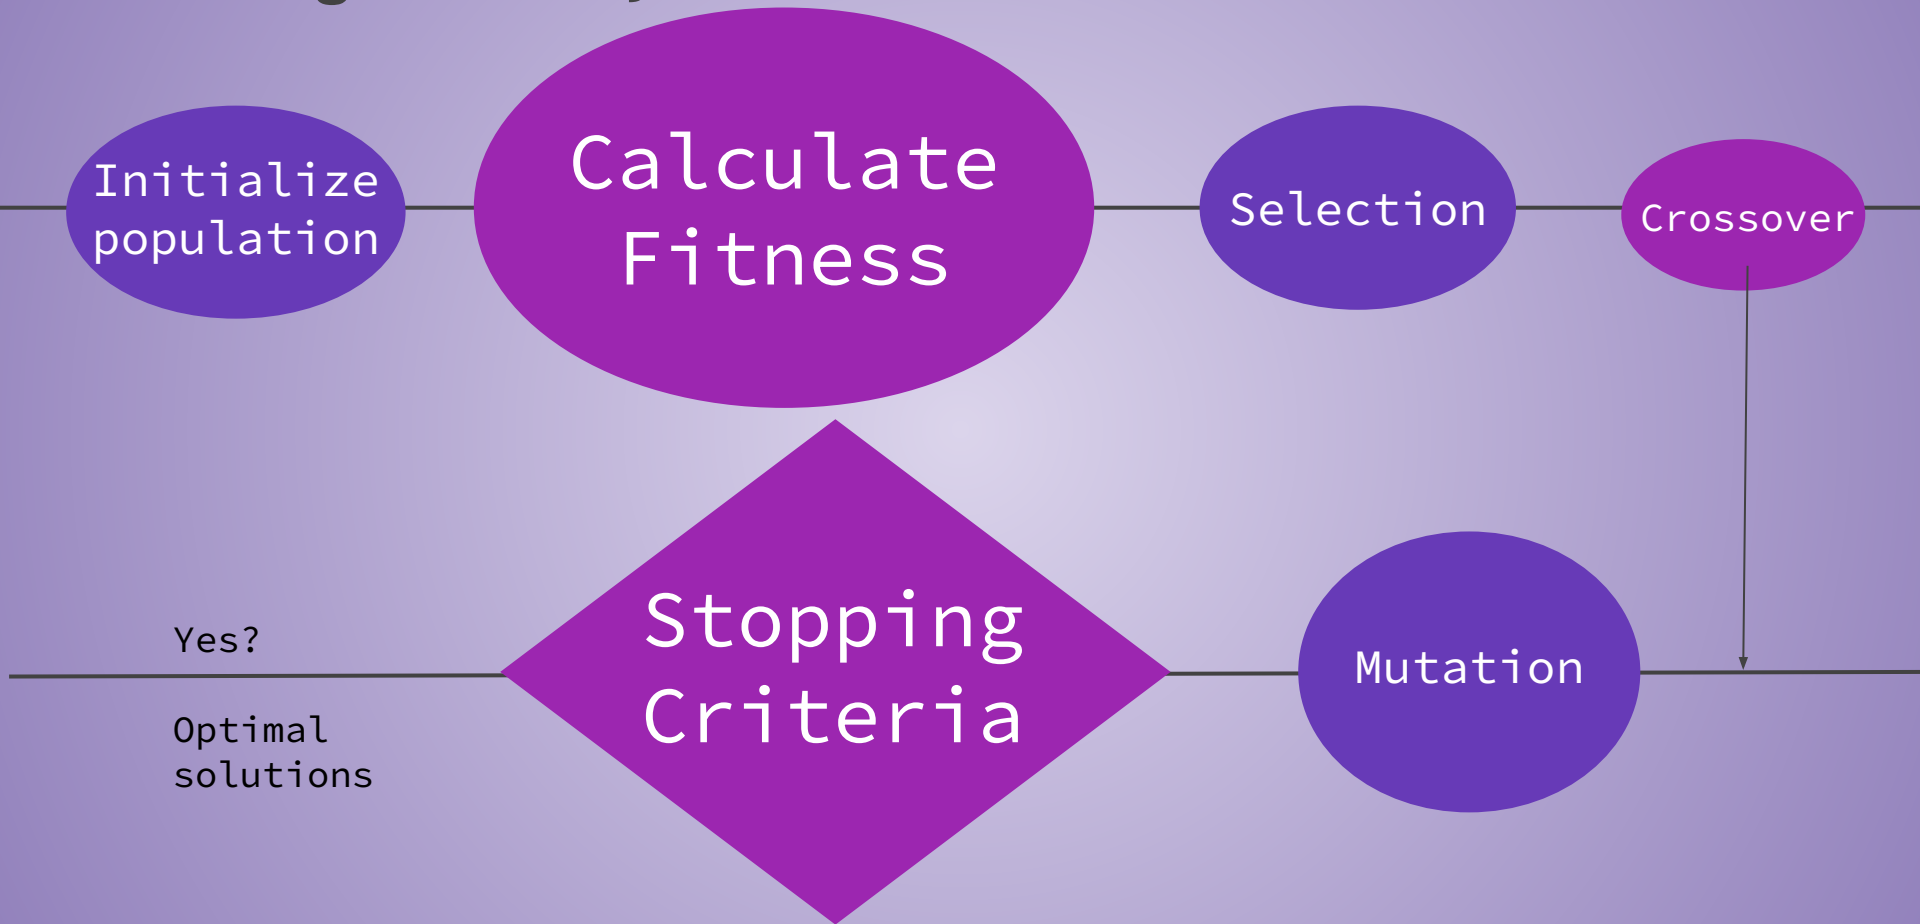 Initialize
population
Calculate
Fitness
Selection
Crossover
Stopping
Criteria
Mutation
Yes?
Optimal
solutions